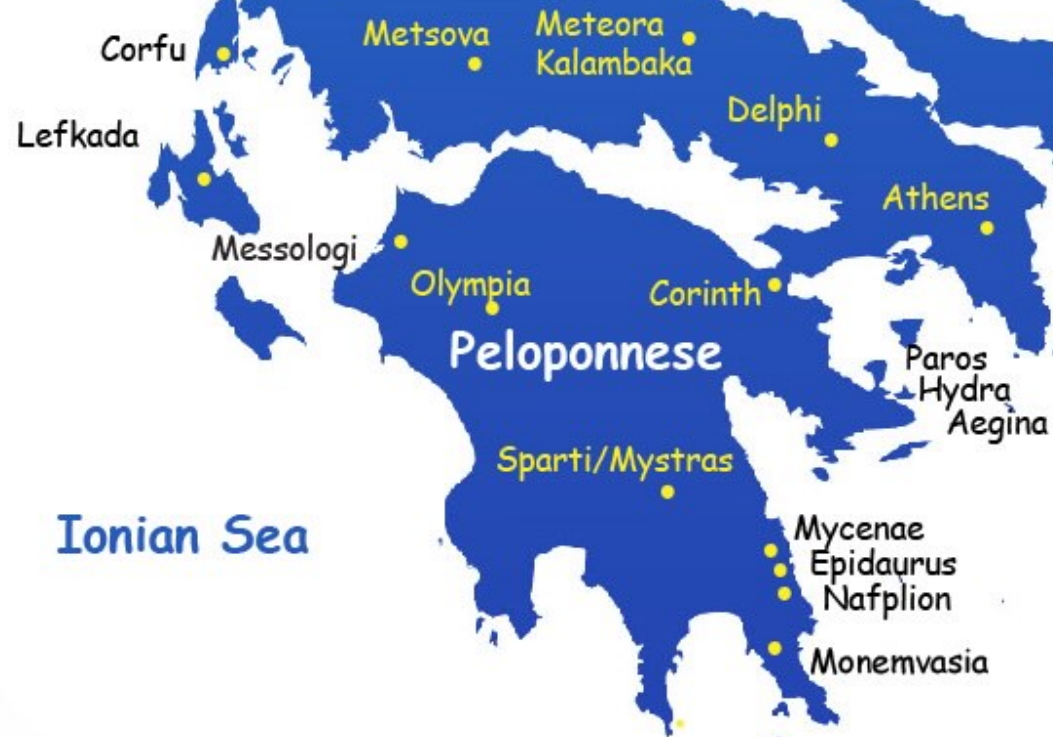 Corfu
Metsova
Meteora
Kalambaka
Lefkada
Delphi
Athens
Messologi
Olympia
Corinth
Peloponnese
Paros
Hydra
Aegina
Sparti/Mystras
Ionian Sea
Mycenae
Epidaurus
Nafplion
Monemvasia